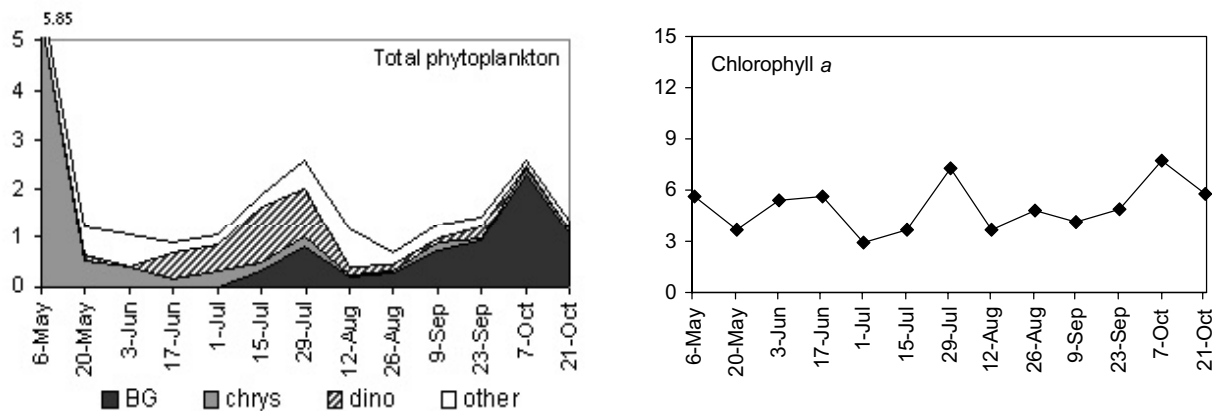 5.85
Total phytoplankton
5
4
3
2
1
0
6-May
20-May
3-Jun
17-Jun
1-Jul
15-Jul
29-Jul
12-Aug
26-Aug
9-Sep
23-Sep
7-Oct
21-Oct
BG chrys dino other
Chlorophyll a
15
12
9
6
3
0
6-May
20-May
3-Jun
17-Jun
1-Jul
15-Jul
29-Jul
12-Aug
26-Aug
9-Sep
23-Sep
7-Oct
21-Oct